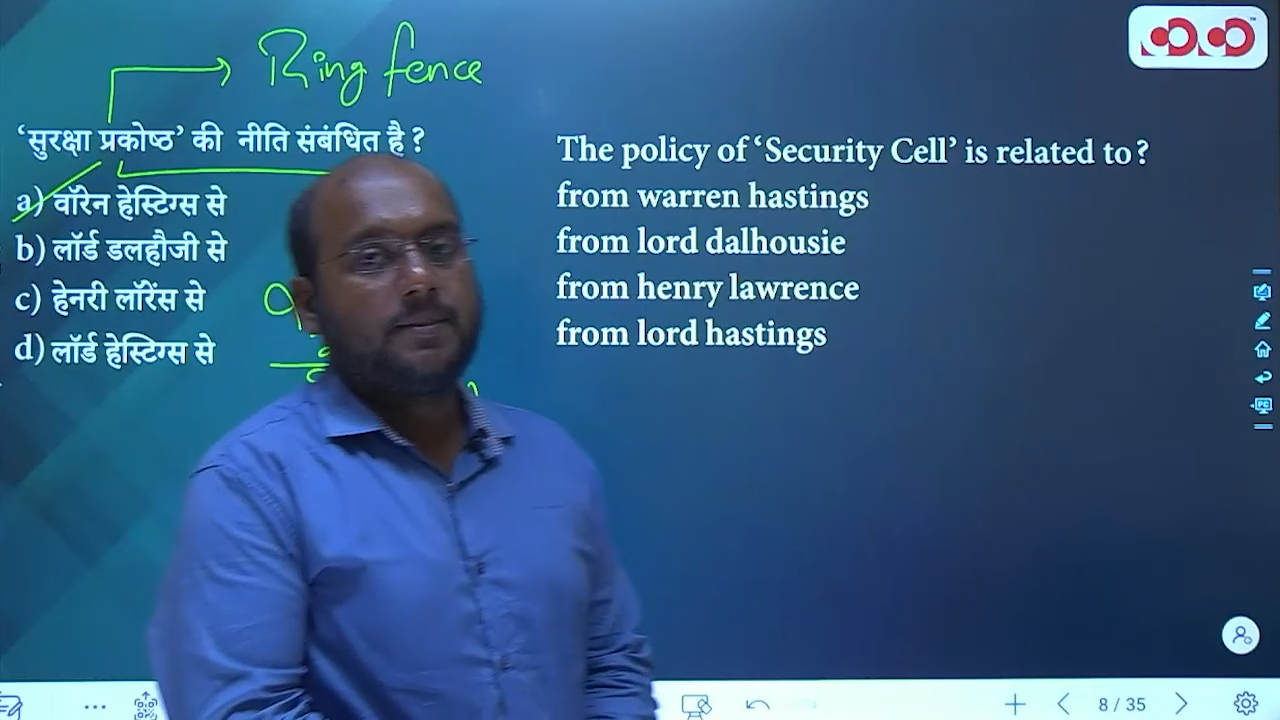 Ring fence
‘सुरक्षा प्रकोष्ठ’ की नीति संबंधित है ?
a) वॉरेन हेस्टिंग्स से
b) लॉर्ड डलहौजी से
c) हेनरी लॉरेंस से
d) लॉर्ड हेस्टिंग्स से
The policy of ‘Security Cell’ is related to ?
from warren hastings
from lord dalhousie
from henry lawrence
from lord hastings
PC
8 / 35